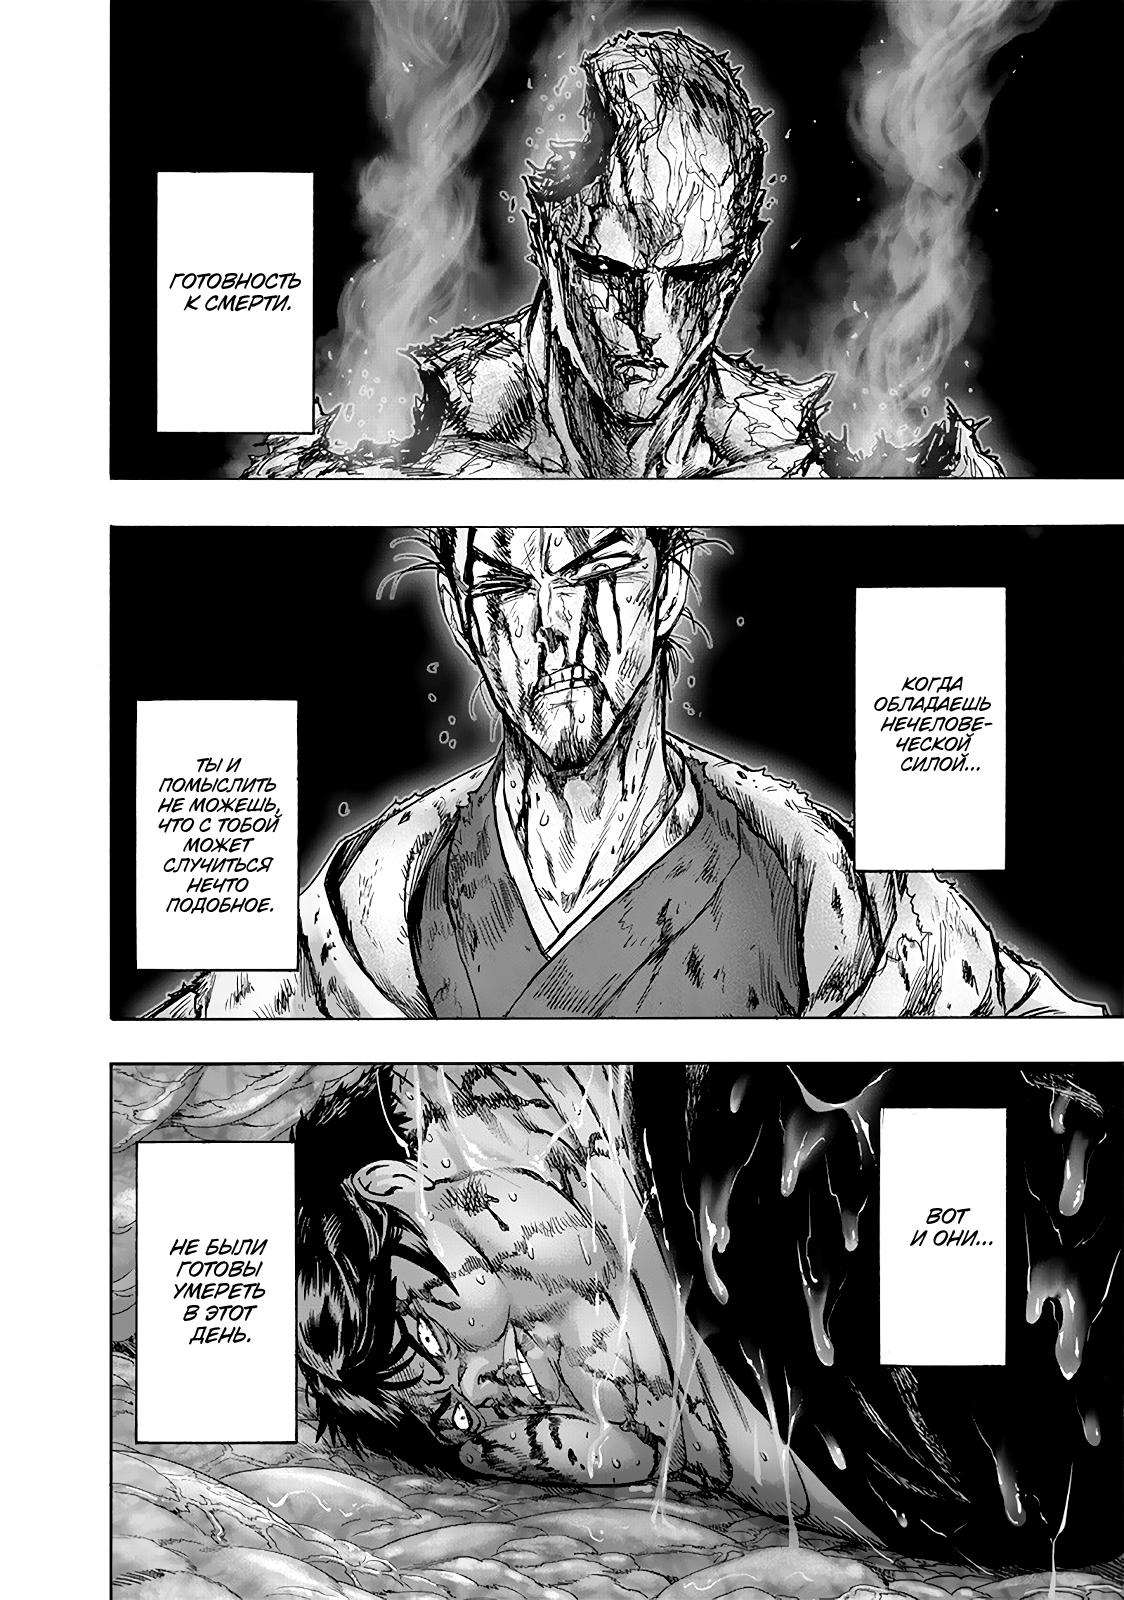 ГОТОВНОСТЬ
К СМЕРТИ.
КОГДА
ОБЛАДАЕШЬ
НЕЧЕЛОВЕ-
ЧЕСКОЙ
СИЛОЙ...
ТЫ И
ПОМЫСЛИТЬ
НЕ МОЖЕШЬ,
ЧТО С ТОБОЙ
МОЖЕТ
СЛУЧИТЬСЯ
НЕЧТО
ПОДОБНОЕ.
ВОТ
И ОНИ...
НЕ БЫЛИ
ГОТОВЫ
УМЕРЕТЬ
В ЭТОТ
ДЕНЬ.